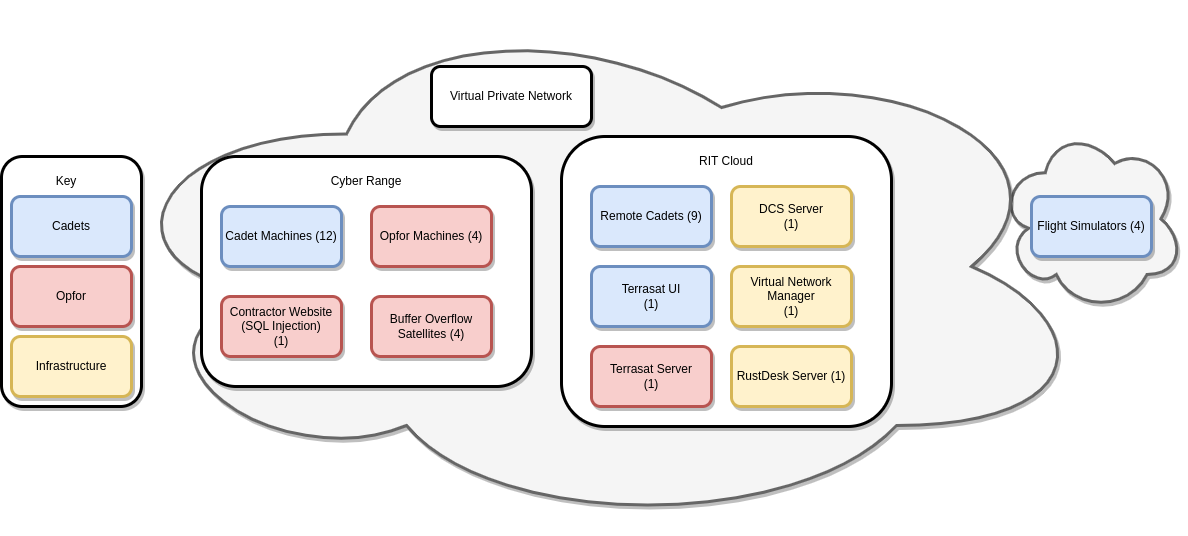 Virtual Private Network
Key
Cadets
Opfor
Infrastructure
Cyber Range
Cadet Machines (12)
Opfor Machines (4)
Contractor Website
(SQL Injection)
(1)
Buffer Overflow
Satellites (4)
RIT Cloud
Remote Cadets (9)
DCS Server
(1)
Terrasat UI
(1)
Virtual Network
Manager
(1)
Terrasat Server
(1)
RustDesk Server (1)
Flight Simulators (4)